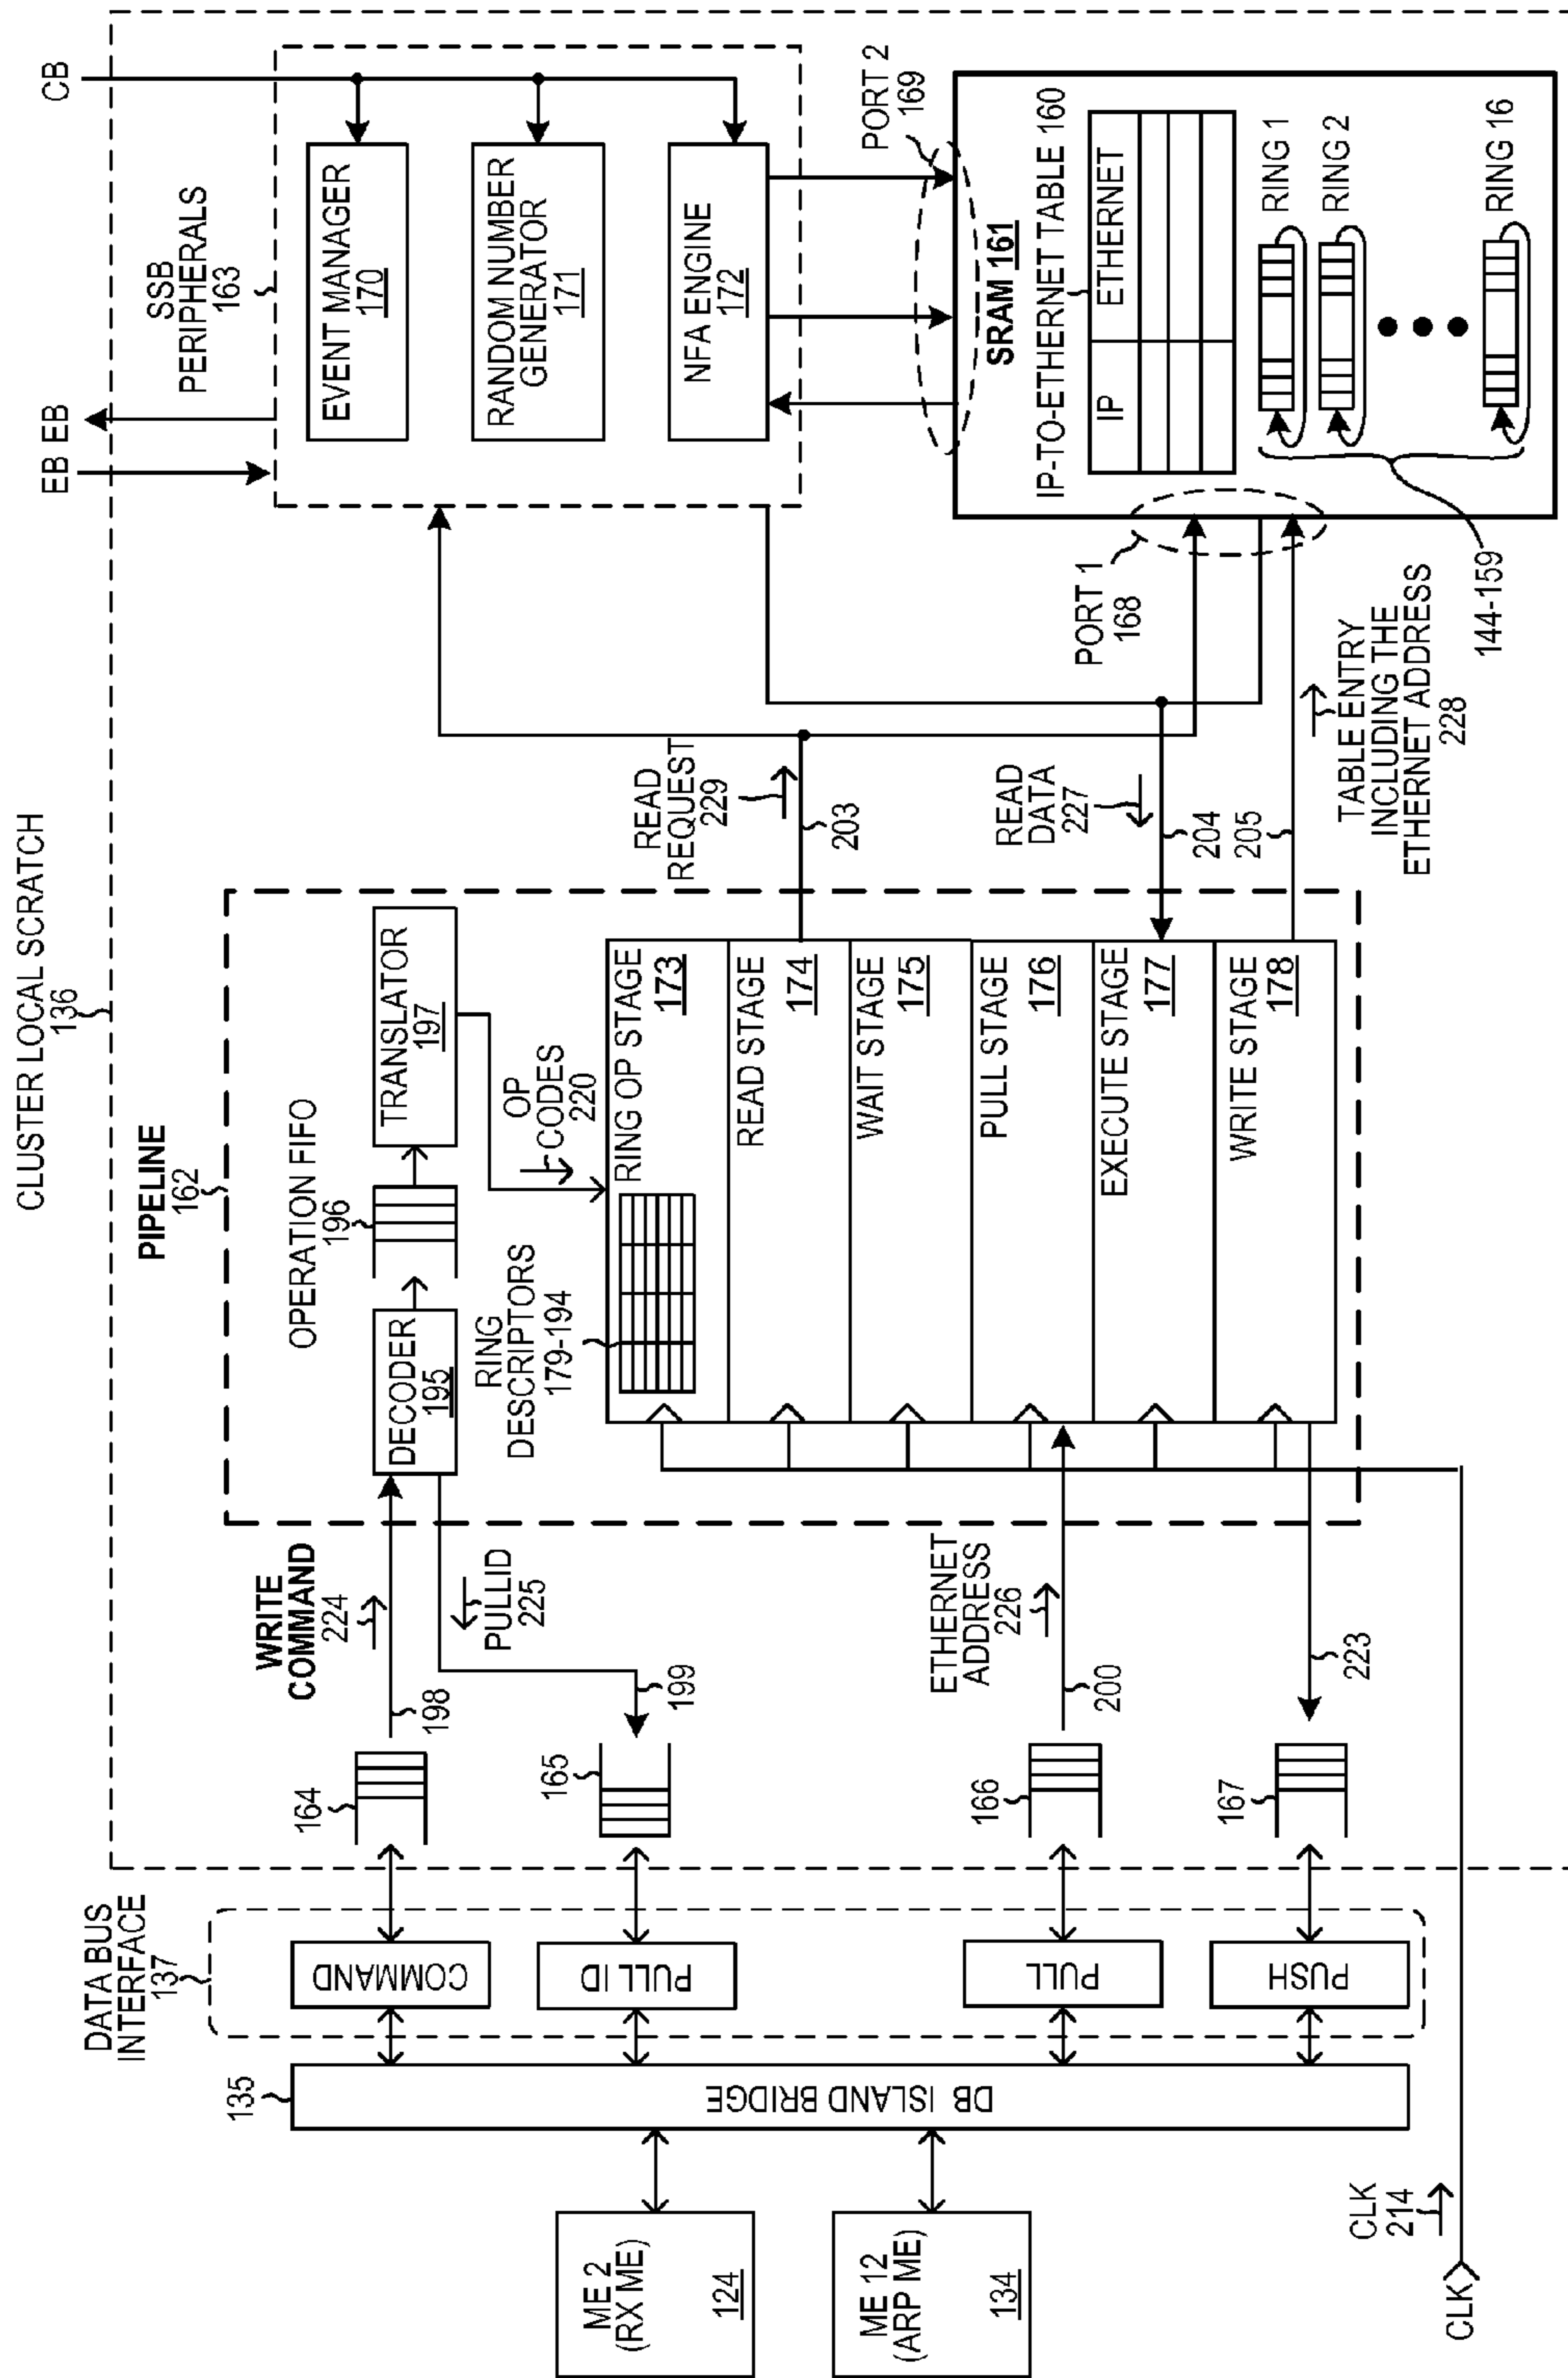 CLUSTER LOCAL SCRATCH
136
DATA BUS
INTERFACE
137
COMMAND
PULL ID
PULL
PUSH
135
DB ISLAND BRIDGE
ME 2
(RX ME)
124
ME 12
(ARP ME)
134
CLK
CLK
214
164
165
166
167
198
WRITE
COMMAND
224
PULLID
225
199
ETHERNET
ADDRESS
226
200
223
PIPELINE
162
DECODER
195
OPERATION FIFO
196
TRANSLATOR
197
OP
CODES
220
RING
DESCRIPTORS
179-194
RING OP STAGE
173
READ STAGE
174
WAIT STAGE
175
PULL STAGE
176
EXECUTE STAGE
177
WRITE STAGE
178
READ
REQUEST
229
203
READ
DATA
227
204
205
TABLE ENTRY
INCLUDING THE
ETHERNET ADDRESS
228
EB EB
CB
SSB
PERIPHERALS
163
EVENT MANAGER
170
RANDOM NUMBER
GENERATOR
171
NFA ENGINE
172
PORT 2
169
PORT 1
168
SRAM 161
IP-TO-ETHERNET TABLE 160
IP
ETHERNET
RING 1
RING 2
RING 16
144-159